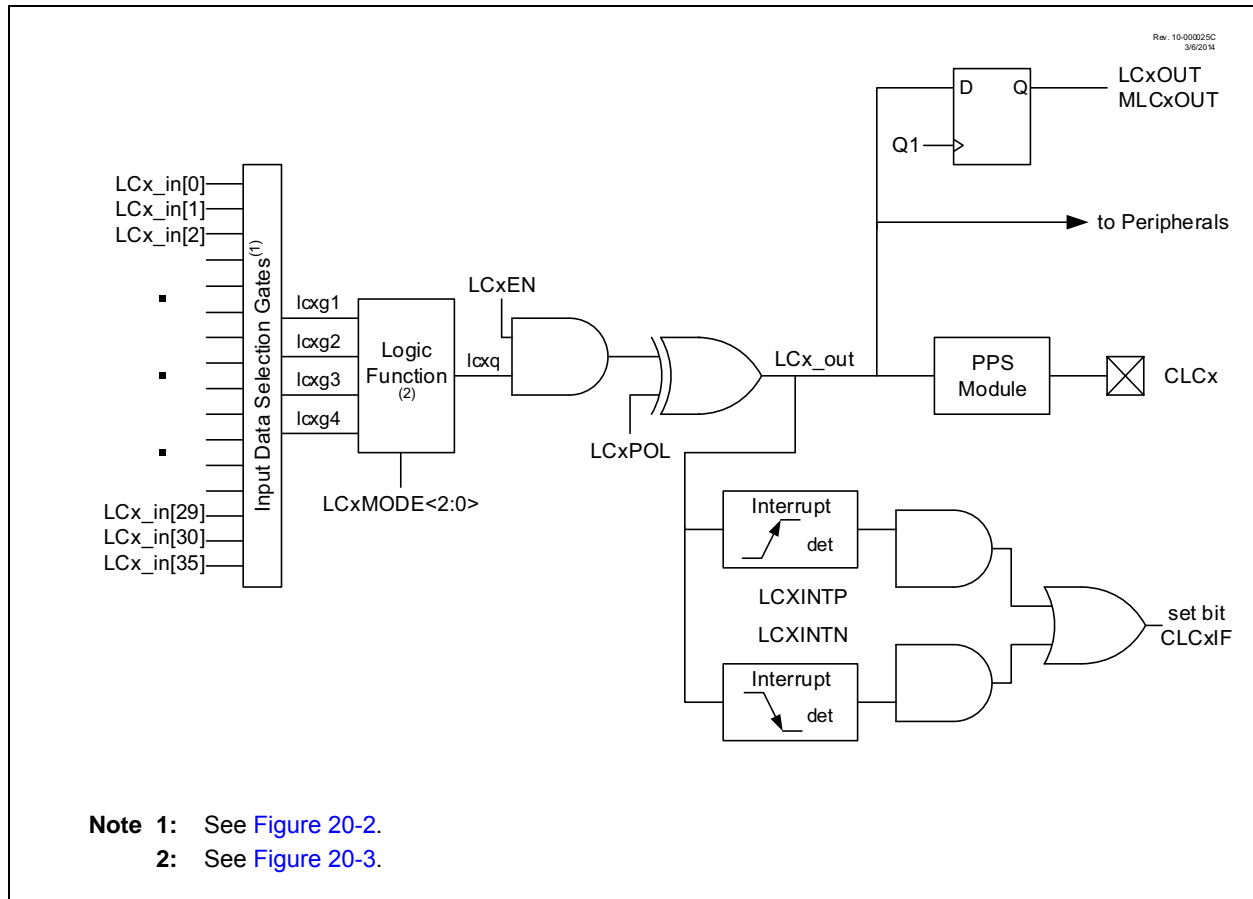 Rev. 10-000025C
3/6/2014
LCxOUT
MLCxOUT
D
Q
Q1
to Peripherals
LCx_in[0]
LCx_in[1]
LCx_in[2]
LCx_in[29]
LCx_in[30]
LCx_in[35]
Input Data Selection Gates(1)
lcxg1
lcxg2
lcxg3
lcxg4
Logic
Function
(2)
LCxMODE<2:0>
lcxq
LCxEN
LCxPOL
LCx_out
PPS
Module
CLCx
Interrupt
det
LCXINTP
LCXINTN
Interrupt
det
set bit
CLCxIF
Note 1: See Figure 20-2.
2: See Figure 20-3.